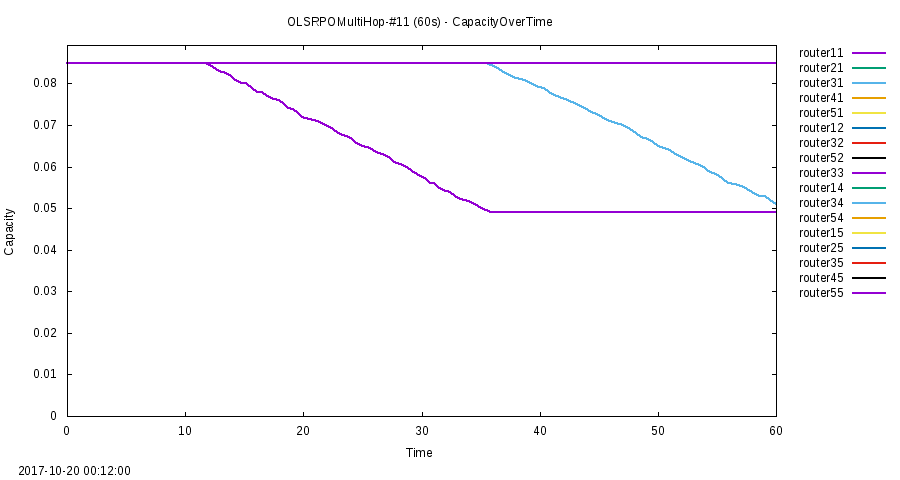 OLSRPOMultiHop-#11 (60s) - CapacityOverTime
router11
router21
router31
router41
router51
router12
router32
router52
router33
router14
router34
router54
router15
router25
router35
router45
router55
0.08
0.07
0.06
0.05
0.04
0.03
0.02
0.01
0
Capacity
0 10 20 30 40 50 60
Time
2017-10-20 00:12:00